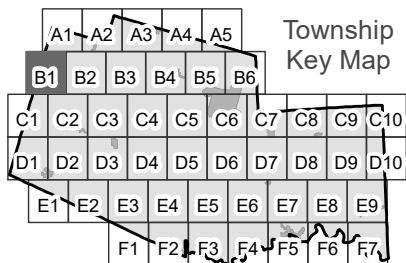 Township
Key Map
A1 A2 A3 A4 A5
B1 B2 B3 B4 B5 B6
C1 C2 C3 C4 C5 C6 C7 C8 C9 C10
D1 D2 D3 D4 D5 D6 D7 D8 D9 D10
E1 E2 E3 E4 E5 E6 E7 E8 E9
F1 F2 F3 F4 F5 F6 F7